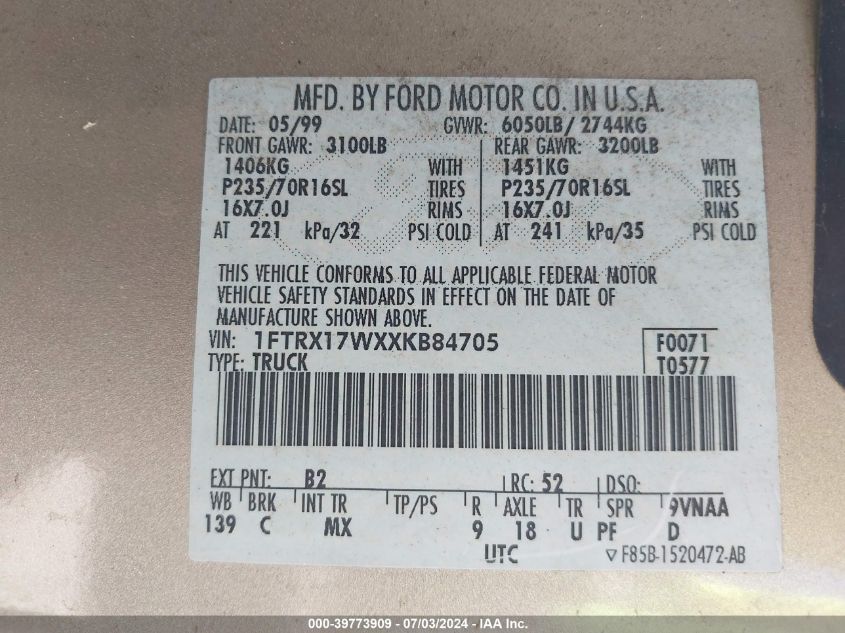 MFD. BY FORD MOTOR CO. IN U.S.A.
DATE: 05/99 GVWR: 6050LB/ 2744KG
FRONT GAWR: 3100LB REAR GAWR: 3200LB
1406KG WITH 1451KG WITH
P235/70R16SL TIRES P235/70R16SL TIRES
16X7.0J RIMS 16X7.0J RIMS
AT 221 kPa/32 PSI COLD AT 241 kPa/35 PSI COLD
THIS VEHICLE CONFORMS TO ALL APPLICABLE FEDERAL MOTOR
VEHICLE SAFETY STANDARDS IN EFFECT ON THE DATE OF
MANUFACTURE SHOWN ABOVE.
VIN: 1FTRX17WXXKB84705 F0071
TYPE: TRUCK T0577
EXT PNT: B2 RC: 52 DSO:
WB BRK INT TR TP/PS R AXLE TR SPR 9VNAA
139 C MX 9 18 U PF D
UTC ▽ F85B-1520472-AB
000-39773909 - 07/03/2024 - IAA Inc.